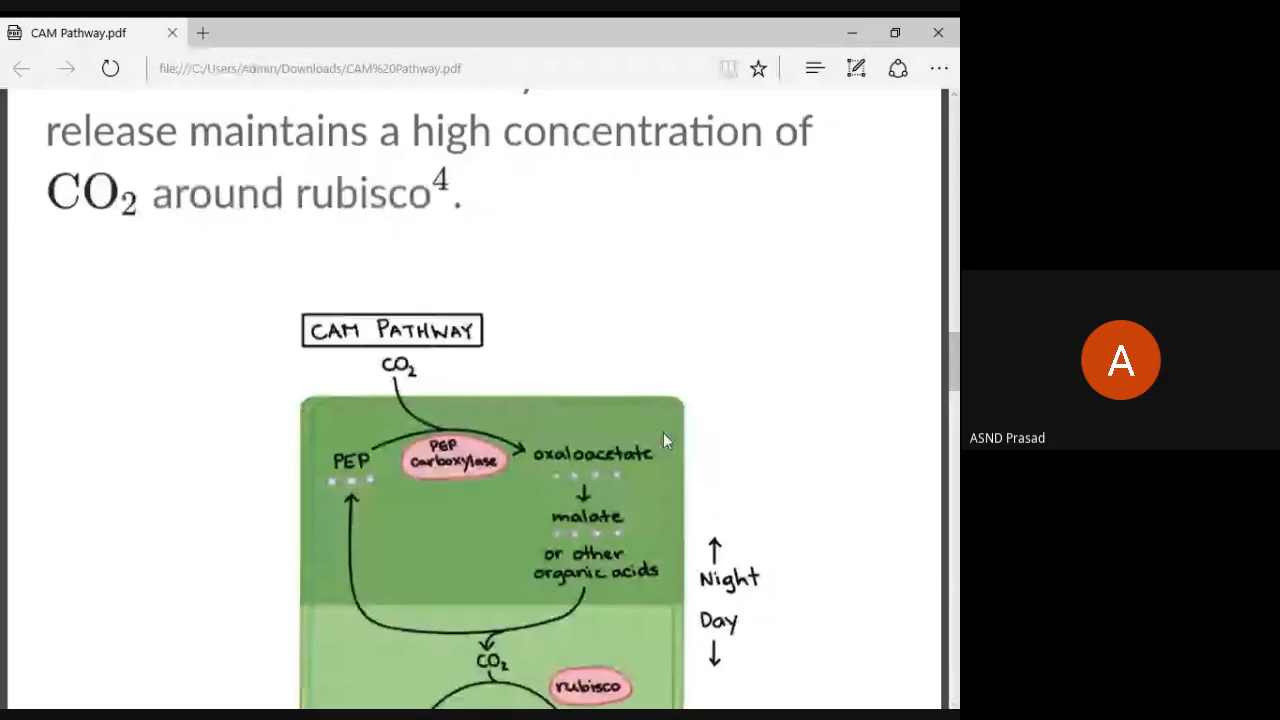 CAM Pathway.pdf
file:///C:/Users/Admin/Downloads/CAM%20Pathway.pdf
release maintains a high concentration of
CO₂ around rubisco⁴.
CAM PATHWAY
CO₂
PEP
PEP
carboxylase
oxaloacetate
malate
or other
organic acids
Night
Day
CO₂
rubisco
A
ASND Prasad